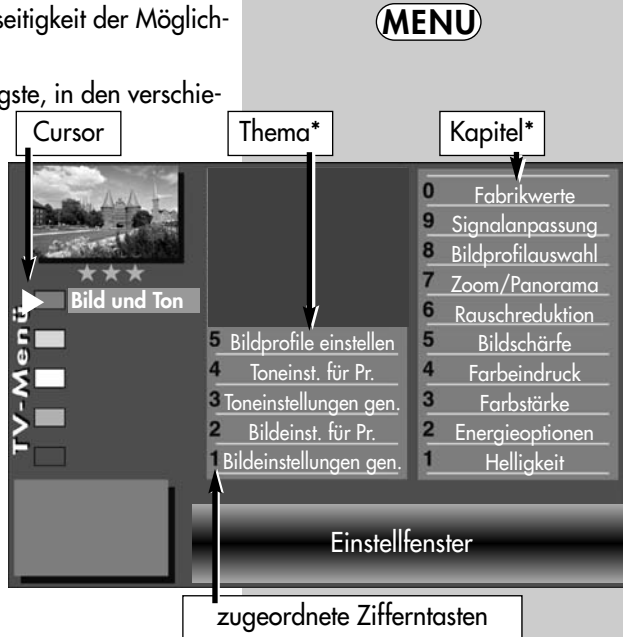 seitigkeit der Möglich-
MENU
gste, in den verschie-
Cursor
Thema*
Kapitel*
TV-Menü
Bild und Ton
5 Bildprofile einstellen
4 Toneinst. für Pr.
3 Toneinstellungen gen.
2 Bildeinst. für Pr.
1 Bildeinstellungen gen.
0 Fabrikwerte
9 Signalanpassung
8 Bildprofilauswahl
7 Zoom/Panorama
6 Rauschreduktion
5 Bildschärfe
4 Farbeindruck
3 Farbstärke
2 Energieoptionen
1 Helligkeit
Einstellfenster
zugeordnete Zifferntasten